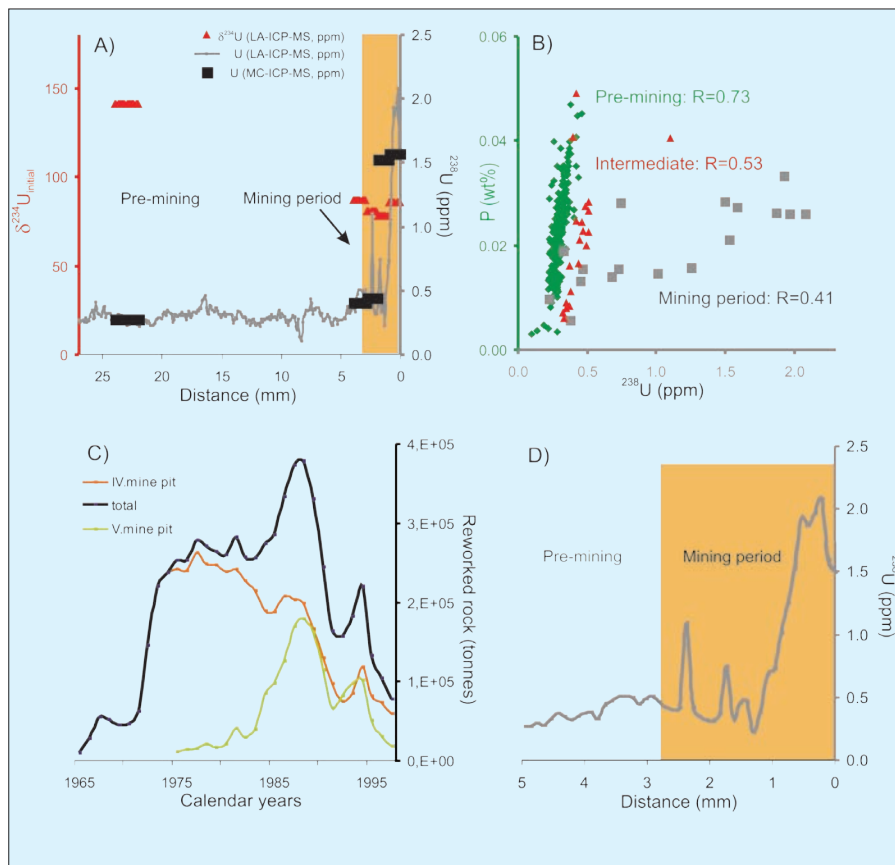 A)
δ²³⁴U (LA-ICP-MS, ppm)
U (LA-ICP-MS, ppm)
U (MC-ICP-MS, ppm)
150
100
50
0
δ²³⁴U initial
2.5
2.0
1.5
1.0
0.5
0.0
²³⁸U (ppm)
Pre-mining
Mining period
25 20 15 10 5 0
Distance (mm)
B)
0.06
0.04
0.02
0.00
P (wt%)
Pre-mining: R=0.73
Intermediate: R=0.53
Mining period: R=0.41
0.0 0.5 1.0 1.5 2.0
²³⁸U (ppm)
C)
IV.mine pit
total
V.mine pit
4,E+05
3,E+05
2,E+05
1,E+05
0,E+00
Reworked rock (tonnes)
1965 1975 1985 1995
Calendar years
D)
Pre-mining
Mining period
2.5
2.0
1.5
1.0
0.5
0.0
U (ppm)
5 4 3 2 1 0
Distance (mm)